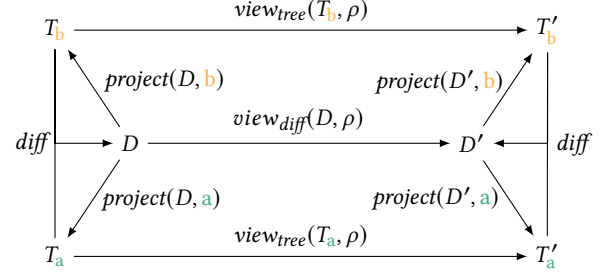 view_tree(T_b, ρ)
T_b T′_b
project(D, b) project(D′, b)
view_diff(D, ρ)
diff D D′ diff
project(D, a) project(D′, a)
view_tree(T_a, ρ)
T_a T′_a